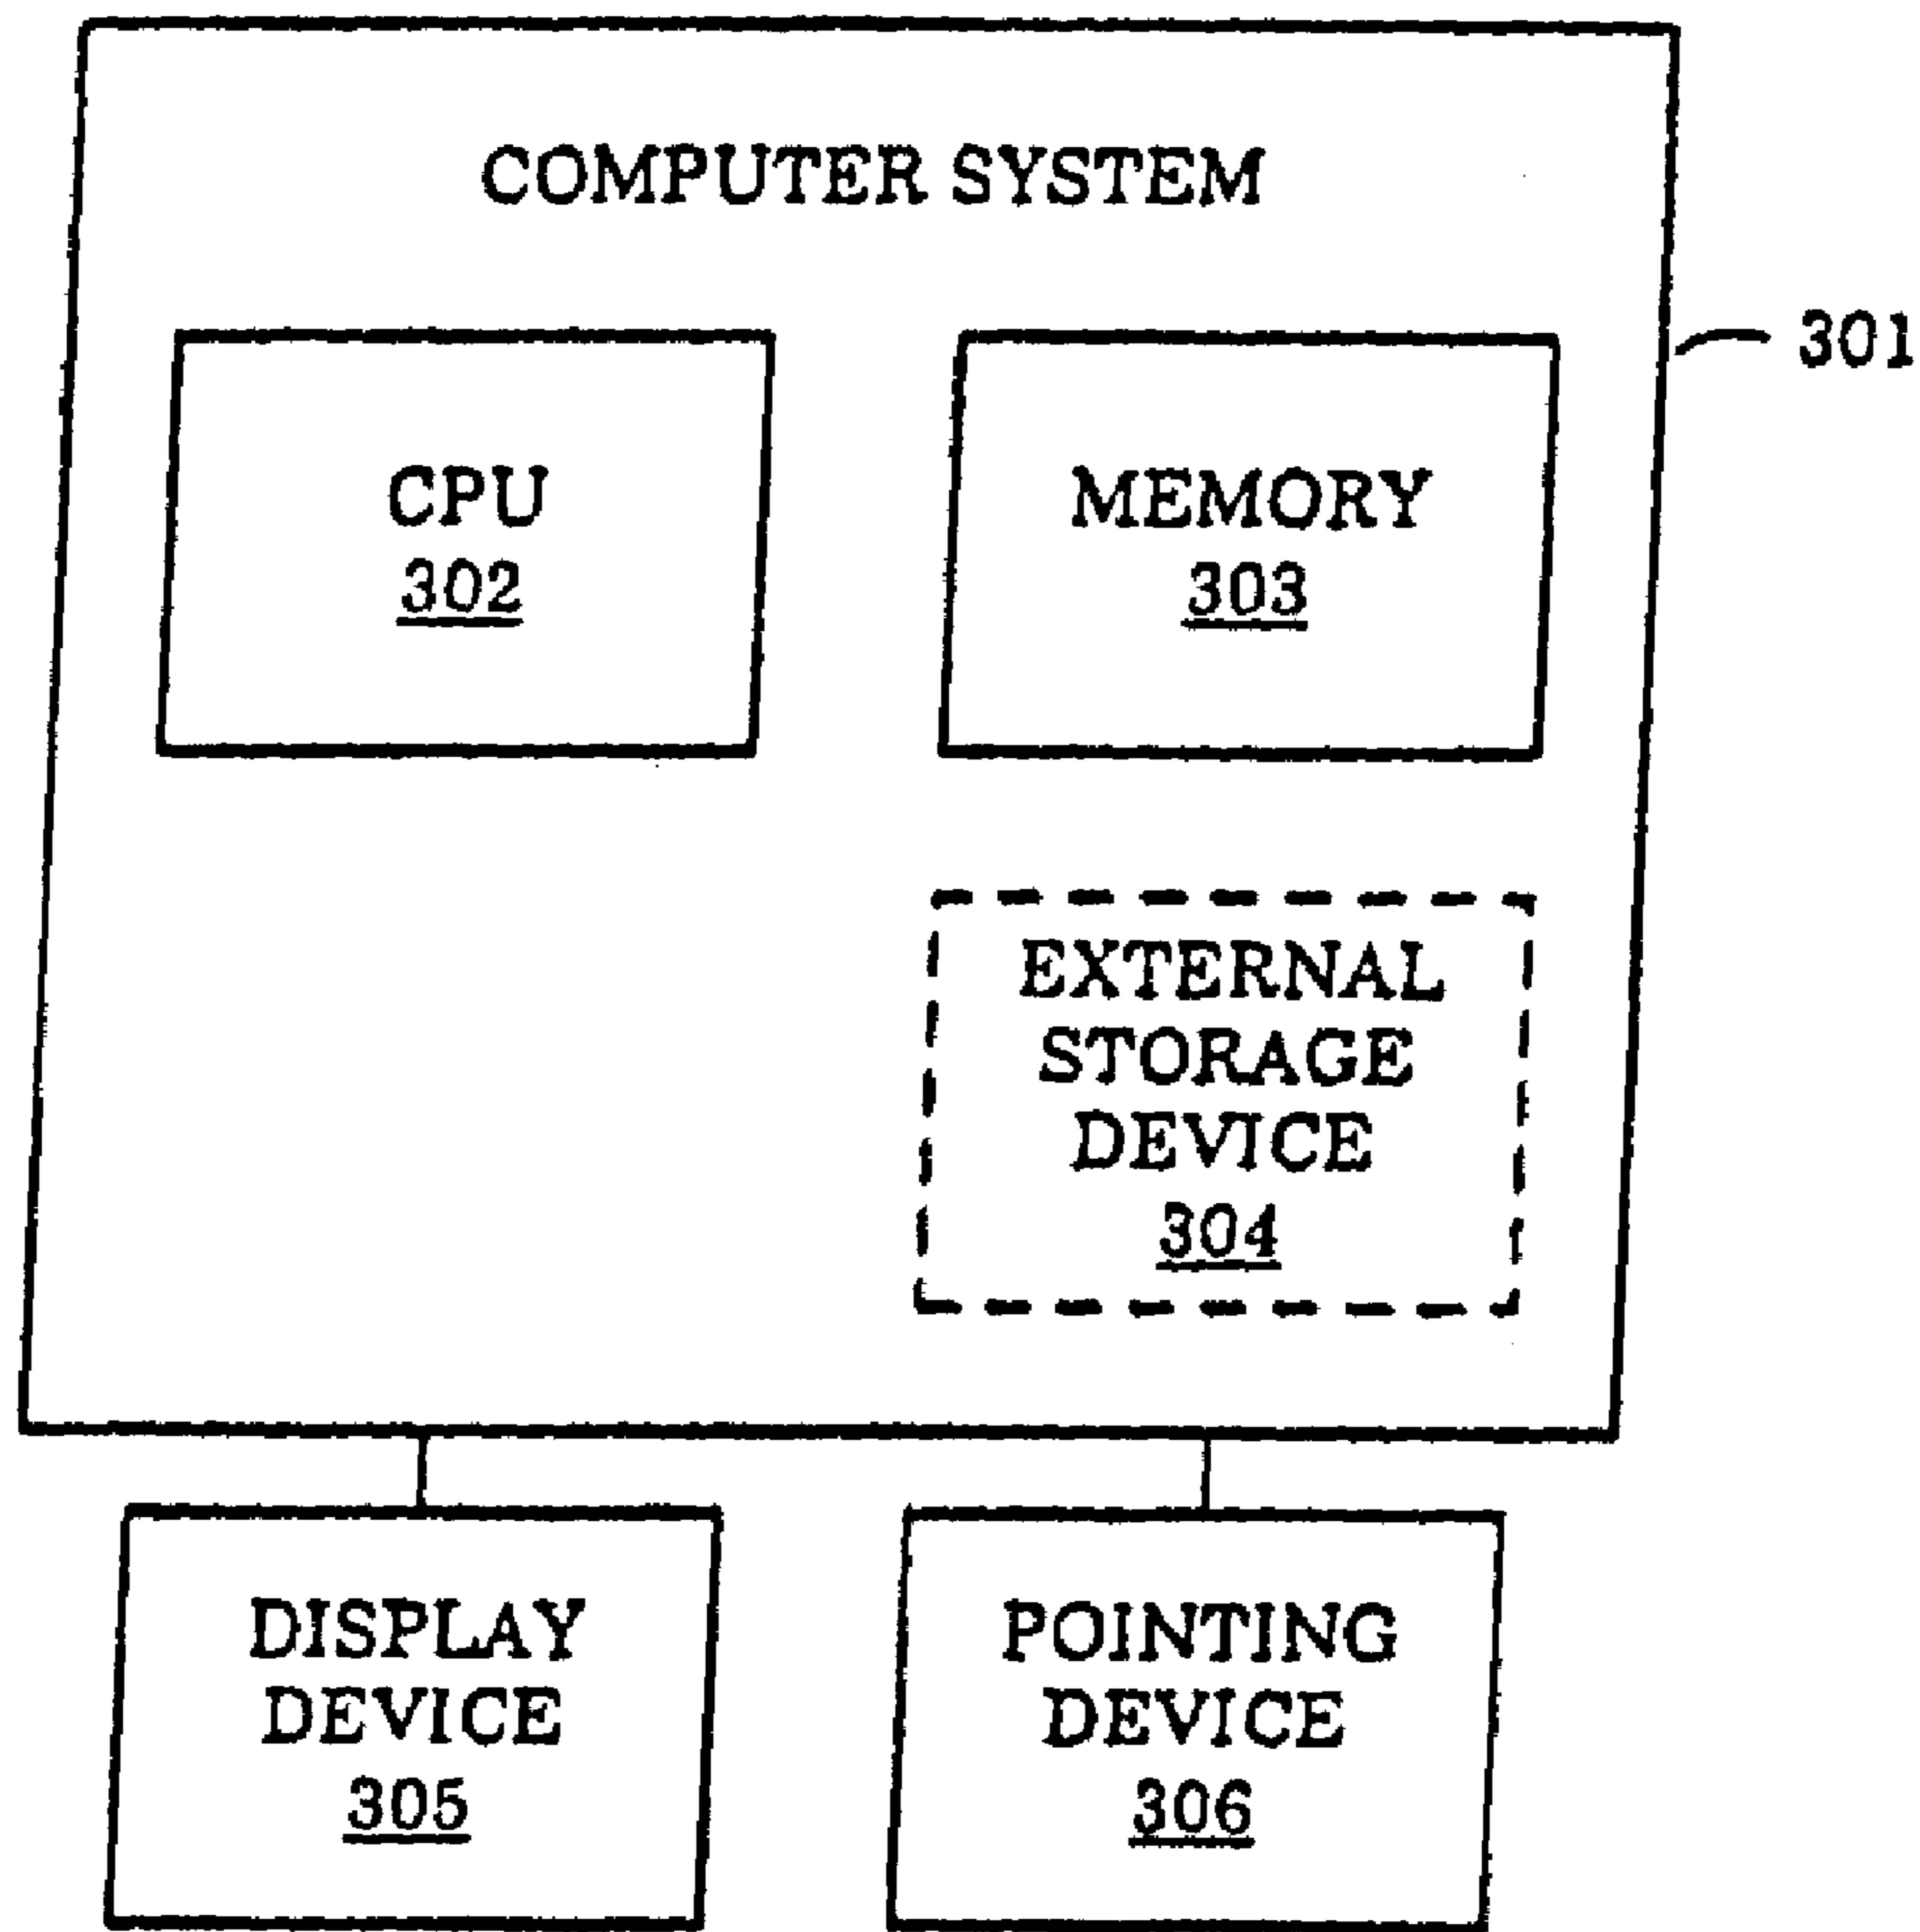 COMPUTER SYSTEM
301
CPU
302
MEMORY
303
EXTERNAL
STORAGE
DEVICE
304
DISPLAY
DEVICE
305
POINTING
DEVICE
306